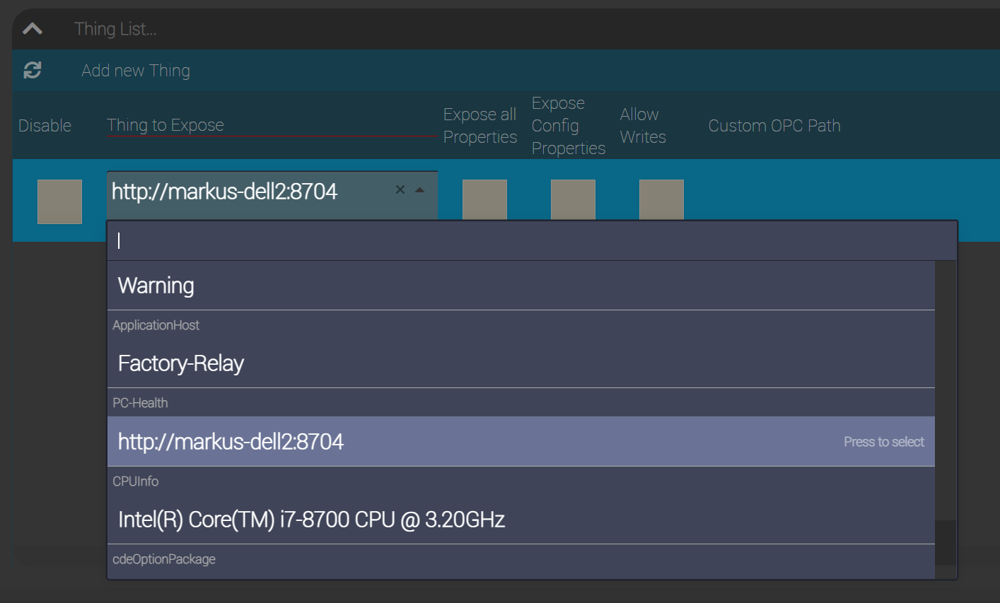 Thing List...
Add new Thing
Disable
Thing to Expose
Expose all
Properties
Expose
Config
Properties
Allow
Writes
Custom OPC Path
http://markus-dell2:8704
Warning
ApplicationHost
Factory-Relay
PC-Health
http://markus-dell2:8704
Press to select
CPUInfo
Intel(R) Core(TM) i7-8700 CPU @ 3.20GHz
cdeOptionPackage